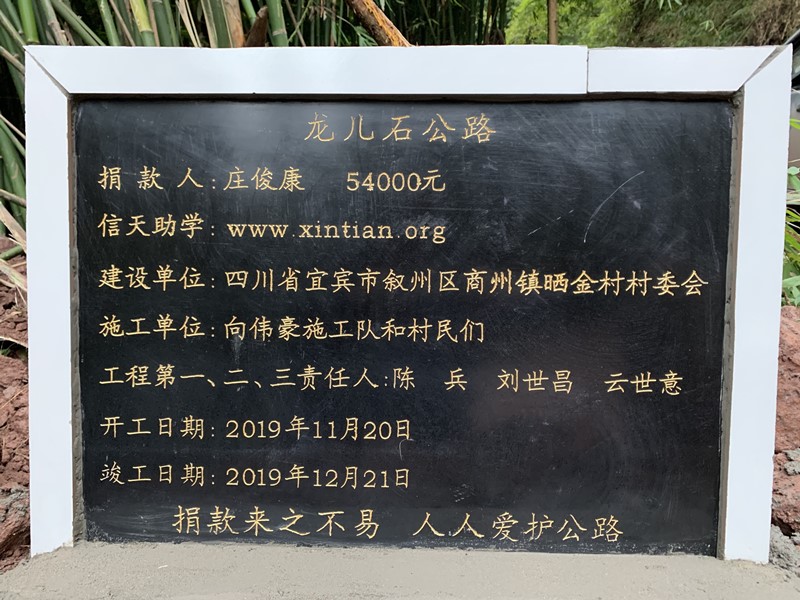 龙儿石公路
捐 款 人：庄俊康 54000元
信天助学：www.xintian.org
建设单位：四川省宜宾市叙州区商州镇晒金村村委会
施工单位：向伟豪施工队和村民们
工程第一、二、三责任人：陈 兵 刘世昌 云世意
开工日期：2019年11月20日
竣工日期：2019年12月21日
捐款来之不易 人人爱护公路